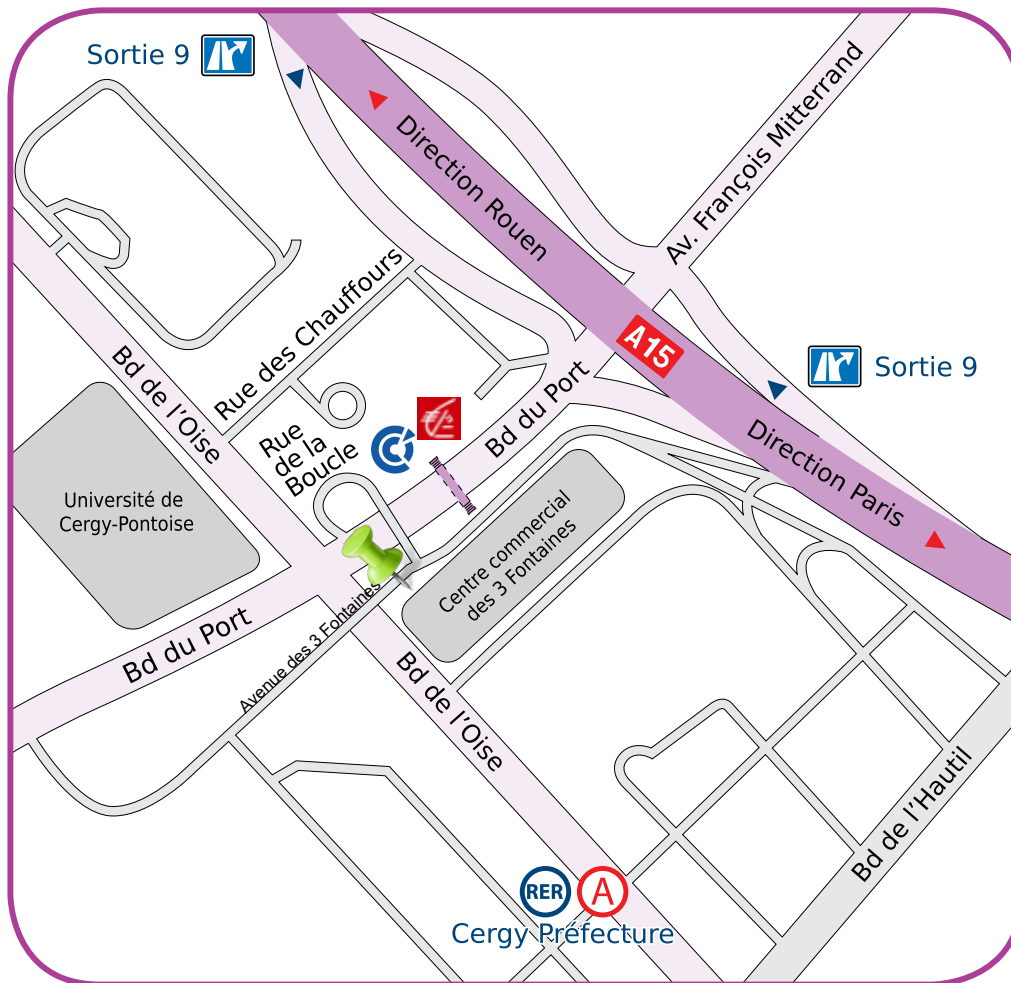 Sortie 9
Direction Rouen
Av. François Mitterrand
Rue des Chauffours
A15
Sortie 9
Bd de l'Oise
Bd du Port
Rue
de la
Boucle
Direction Paris
Université de
Cergy-Pontoise
Centre commercial
des 3 Fontaines
Bd du Port
Avenue des 3 Fontaines
Bd de l'Oise
Bd de l'Hautil
RER
A
Cergy Préfecture